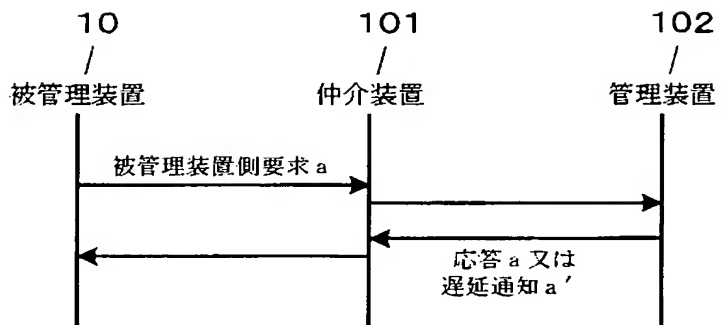 10
101
102
被管理装置
仲介装置
管理装置
被管理装置側要求a
応答a又は
遅延通知a′